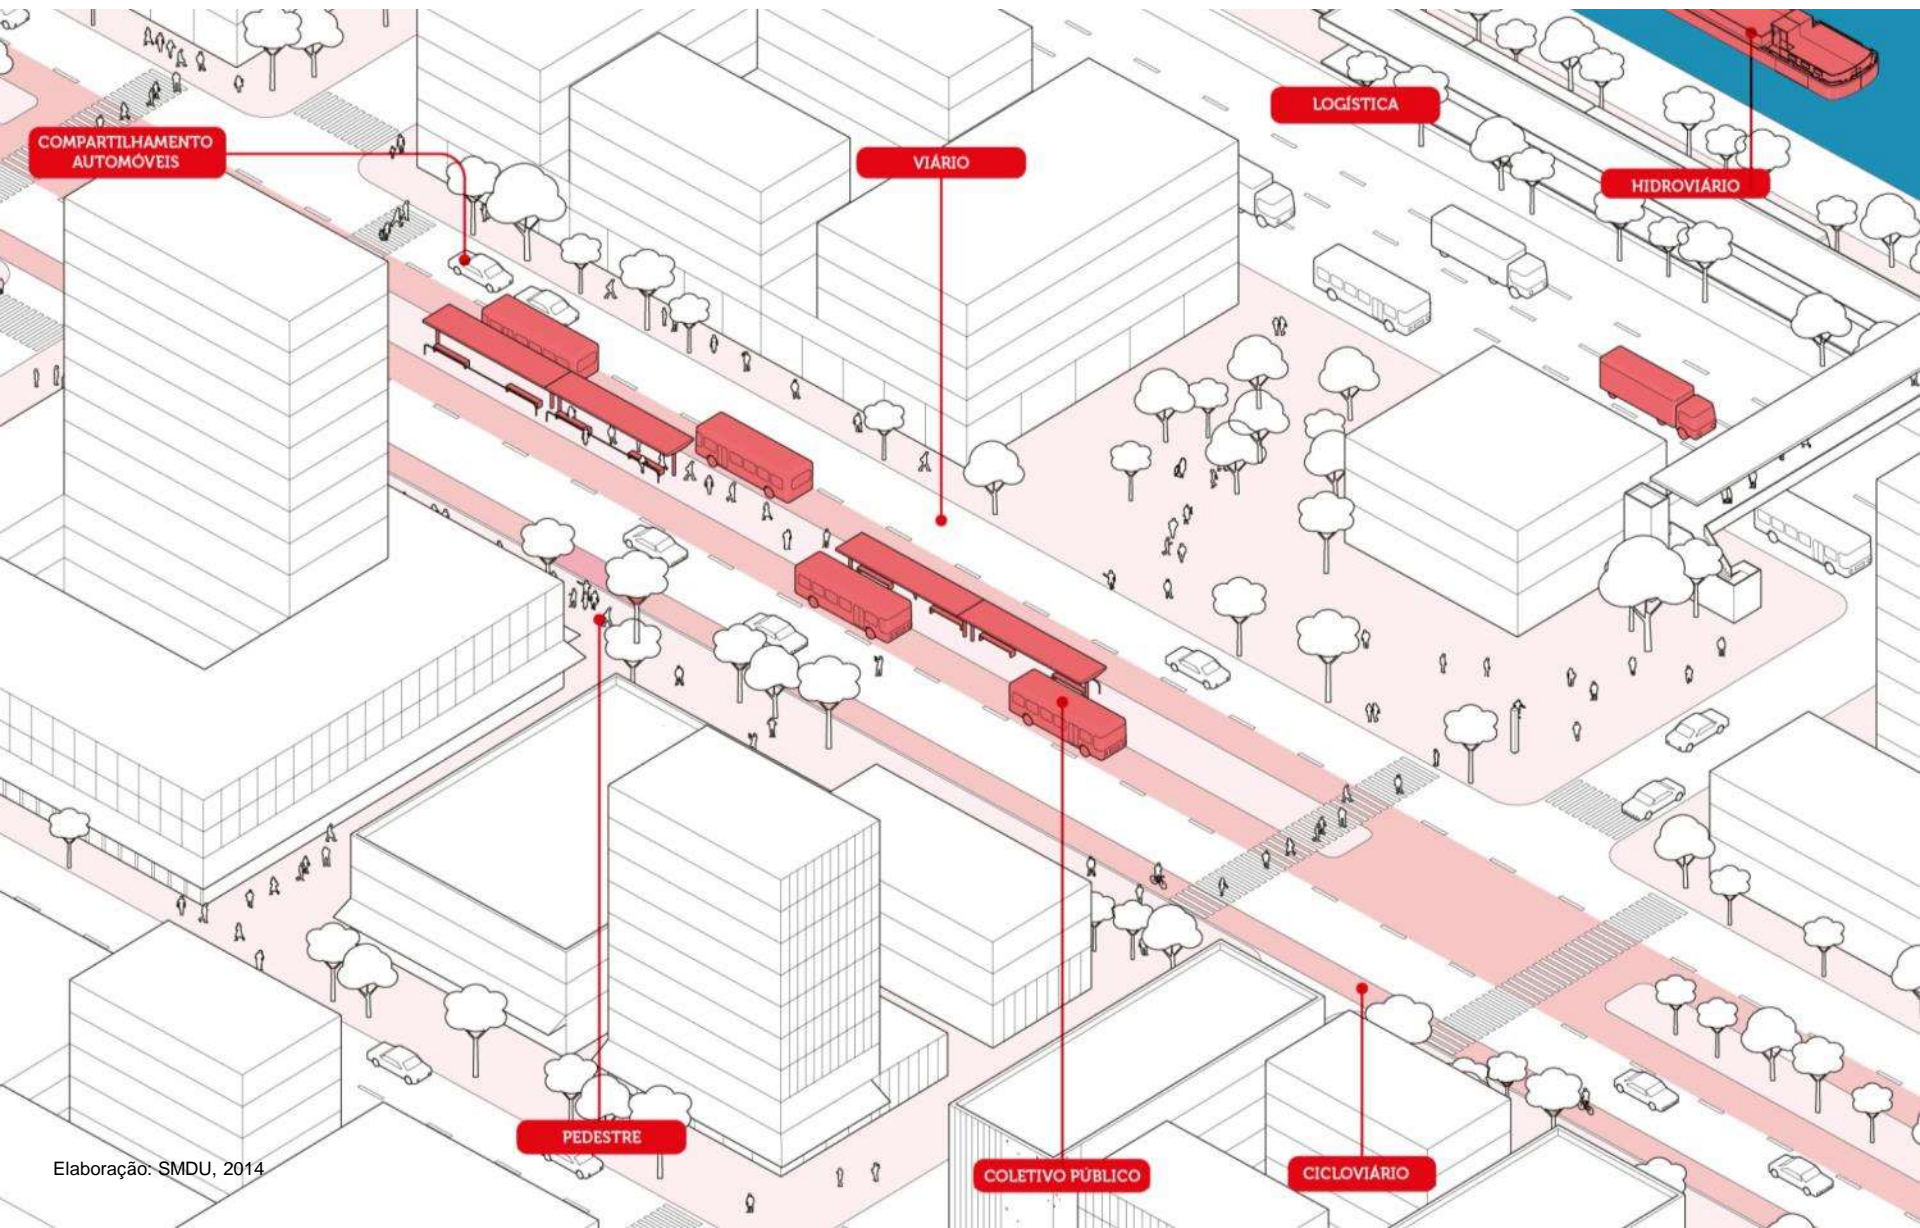 LOGÍSTICA
COMPARTILHAMENTO
AUTOMÓVEIS
VIÁRIO
HIDROVIÁRIO
PEDESTRE
COLETIVO PÚBLICO
CICLOVIÁRIO
Elaboração: SMDU, 2014